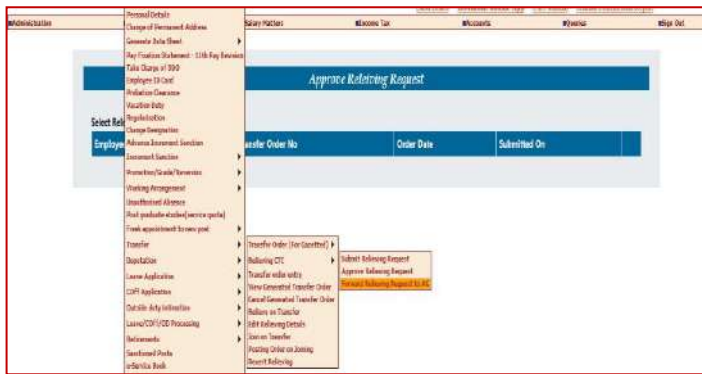 Administration
Salary Matters
Income Tax
Accounts
Queries
Sign Out
Personal Details
Change of Permanent Address
Generate Data Sheet
Pay Fixation Statement - 11th Pay Revision
Take Charge of DDO
Employee ID Card
Probation Clearance
Vacation Duty
Regularisation
Change Designation
Advance Increment Sanction
Increment Sanction
Promotion/Grade/Reversion
Working Arrangement
Unauthorised Absence
Post graduate studies(service quota)
Fresh appointment to new post
Transfer
Deputation
Leave Application
COff Application
Outside duty Intimation
Leave/COff/OD Processing
Retirements
Sanctioned Posts
eService Book
Approve Releiving Request
Select Rel
Employee
ansfer Order No
Order Date
Submitted On
Transfer Order (For Gazetted)
Relieving CTC
Transfer order entry
View Generated Transfer Order
Cancel Generated Transfer Order
Relieve on Transfer
Edit Relieving Details
Join on Transfer
Posting Order on Joining
Revert Relieving
Submit Relieving Request
Approve Relieving Request
Forward Relieving Request to AG